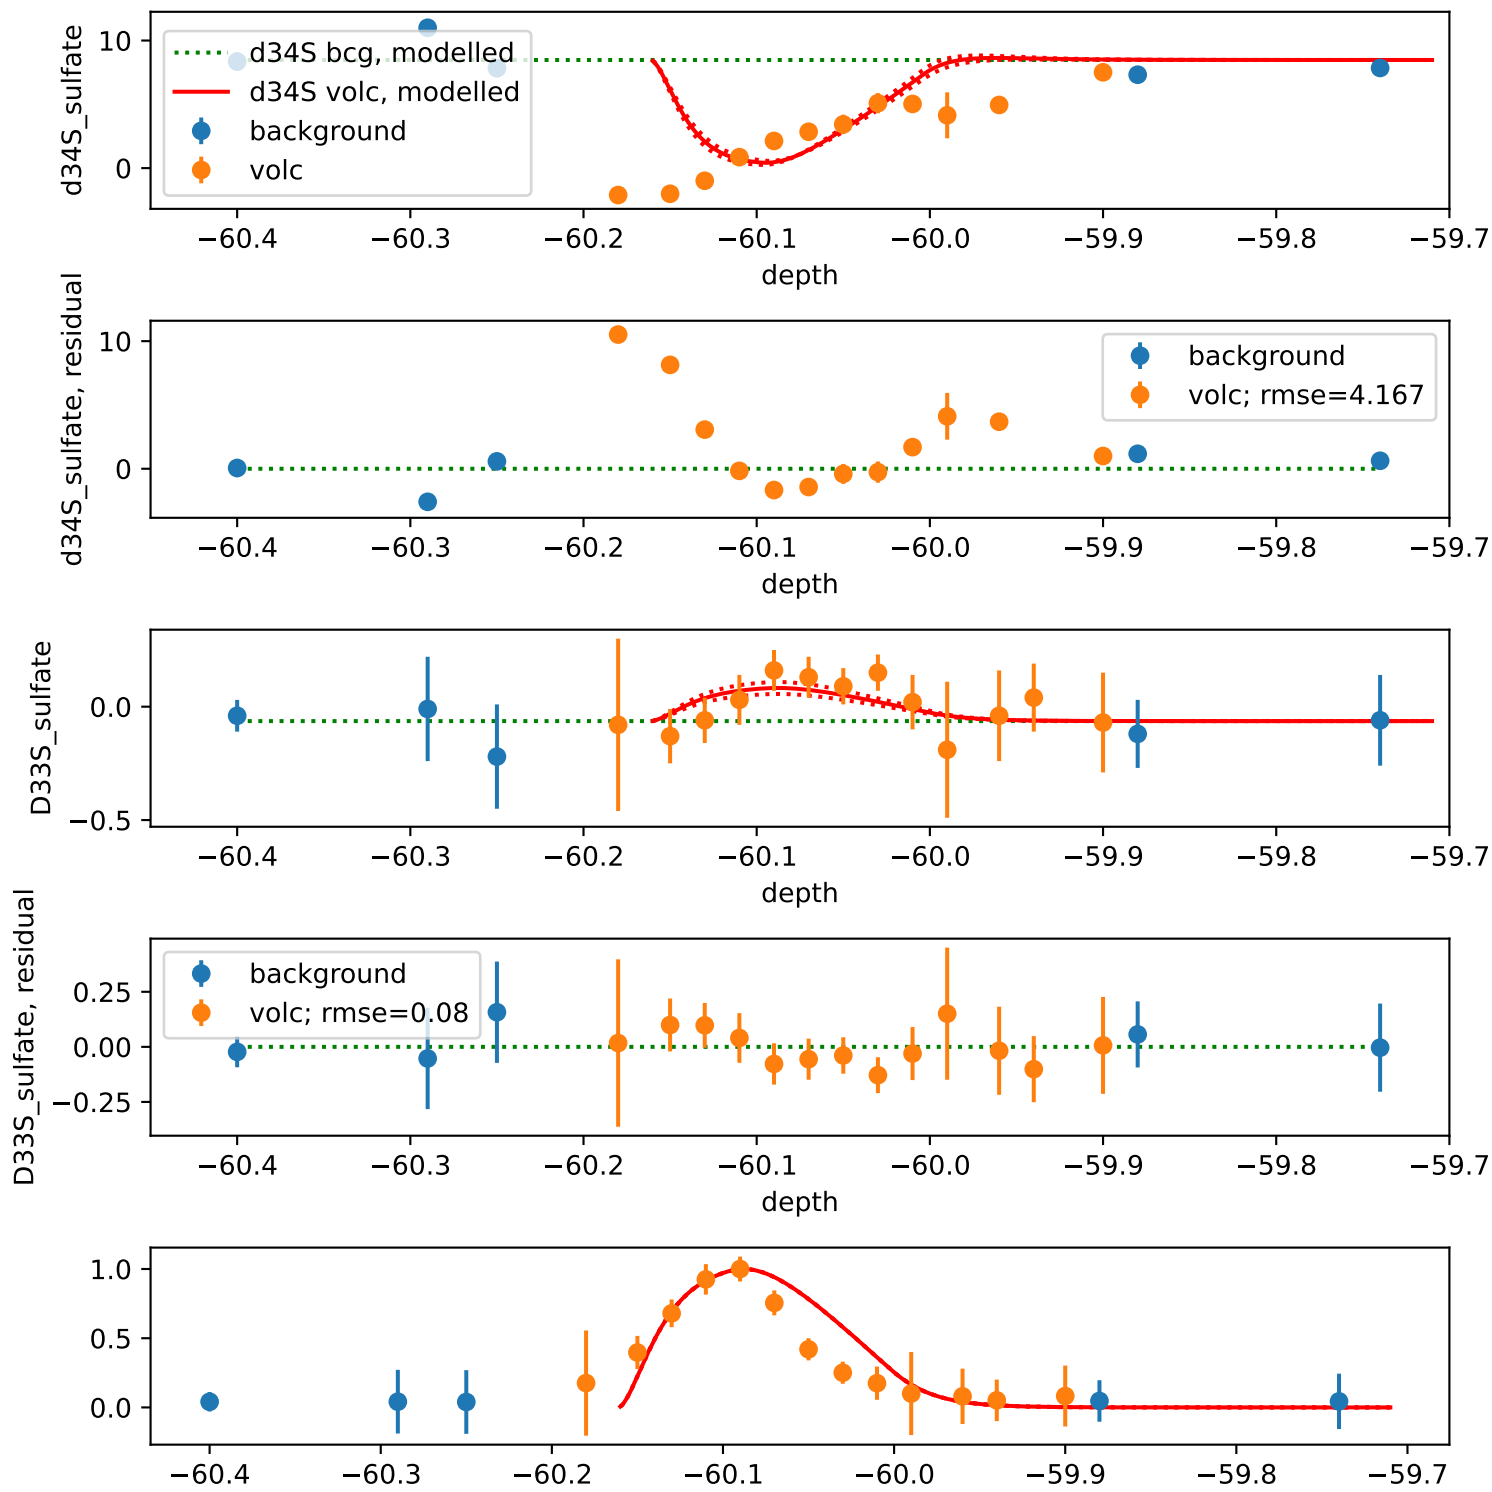 d34S_sulfate
10
0
d34S bcg, modelled
d34S volc, modelled
background
volc
−60.4 −60.3 −60.2 −60.1 −60.0 −59.9 −59.8 −59.7
depth
d34S_sulfate, residual
10
0
background
volc; rmse=4.167
−60.4 −60.3 −60.2 −60.1 −60.0 −59.9 −59.8 −59.7
depth
D33S_sulfate
0.0
−0.5
−60.4 −60.3 −60.2 −60.1 −60.0 −59.9 −59.8 −59.7
depth
D33S_sulfate, residual
0.25
0.00
−0.25
background
volc; rmse=0.08
−60.4 −60.3 −60.2 −60.1 −60.0 −59.9 −59.8 −59.7
depth
1.0
0.5
0.0
−60.4 −60.3 −60.2 −60.1 −60.0 −59.9 −59.8 −59.7